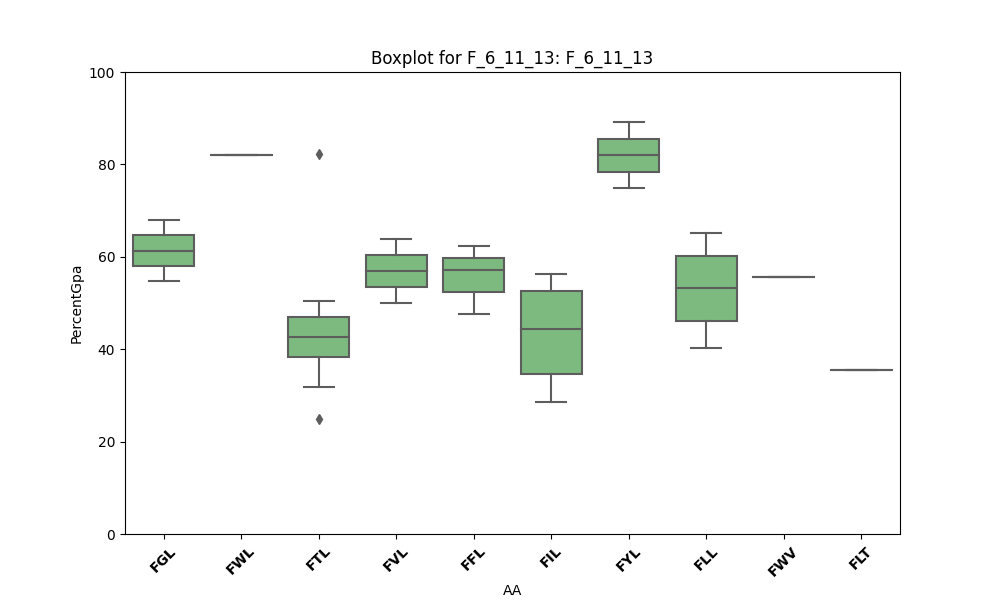 Boxplot for F_6_11_13: F_6_11_13
100
80
60
40
20
0
PercentGpa
FGL
FWL
FTL
FVL
FFL
FIL
FYL
FLL
FWV
FLT
AA